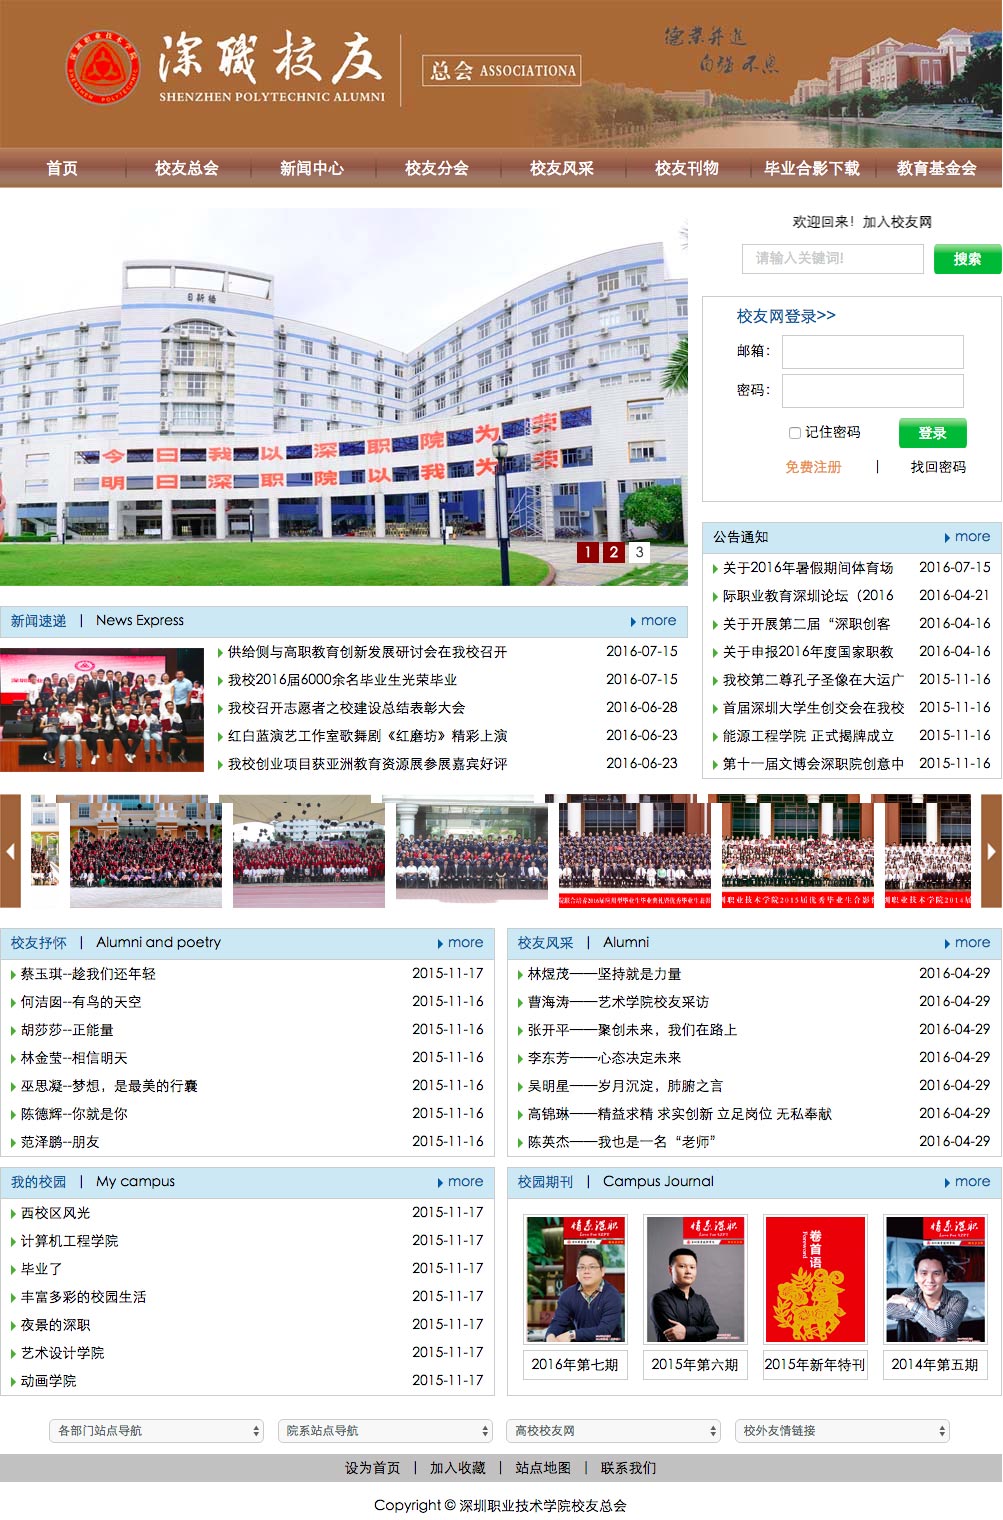 深職校友
SHENZHEN POLYTECHNIC ALUMNI
总会 ASSOCIATIONA
德業并進
自强不息
首页 校友总会 新闻中心 校友分会 校友风采 校友刊物 毕业合影下载 教育基金会
欢迎回来！加入校友网
请输入关键词! 搜索
日新楼
今日我以深职院为荣
明日深职院以我为荣
1 2 3
校友网登录>>
邮箱：
密码：
记住密码 登录
免费注册 | 找回密码
公告通知 more
关于2016年暑假期间体育场 2016-07-15
际职业教育深圳论坛（2016 2016-04-21
关于开展第二届“深职创客 2016-04-16
关于申报2016年度国家职教 2016-04-16
我校第二尊孔子圣像在大运广 2015-11-16
首届深圳大学生创交会在我校 2015-11-16
能源工程学院 正式揭牌成立 2015-11-16
第十一届文博会深职院创意中 2015-11-16
新闻速递 | News Express more
供给侧与高职教育创新发展研讨会在我校召开 2016-07-15
我校2016届6000余名毕业生光荣毕业 2016-07-15
我校召开志愿者之校建设总结表彰大会 2016-06-28
红白蓝演艺工作室歌舞剧《红磨坊》精彩上演 2016-06-23
我校创业项目获亚洲教育资源展参展嘉宾好评 2016-06-23
校友抒怀 | Alumni and poetry more
蔡玉琪--趁我们还年轻 2015-11-17
何洁囡--有鸟的天空 2015-11-16
胡莎莎--正能量 2015-11-16
林金莹--相信明天 2015-11-16
巫思凝--梦想，是最美的行囊 2015-11-16
陈德辉--你就是你 2015-11-16
范泽鹏--朋友 2015-11-16
校友风采 | Alumni more
林煜茂——坚持就是力量 2016-04-29
曹海涛——艺术学院校友采访 2016-04-29
张开平——聚创未来，我们在路上 2016-04-29
李东芳——心态决定未来 2016-04-29
吴明星——岁月沉淀，肺腑之言 2016-04-29
高锦琳——精益求精 求实创新 立足岗位 无私奉献 2016-04-29
陈英杰——我也是一名“老师” 2016-04-29
我的校园 | My campus more
西校区风光 2015-11-17
计算机工程学院 2015-11-17
毕业了 2015-11-17
丰富多彩的校园生活 2015-11-17
夜景的深职 2015-11-17
艺术设计学院 2015-11-17
动画学院 2015-11-17
校园期刊 | Campus Journal more
情系深职 情系深职 卷首语 Foreword 情系深职
2016年第七期 2015年第六期 2015年新年特刊 2014年第五期
各部门站点导航 院系站点导航 高校校友网 校外友情链接
设为首页 | 加入收藏 | 站点地图 | 联系我们
Copyright © 深圳职业技术学院校友总会